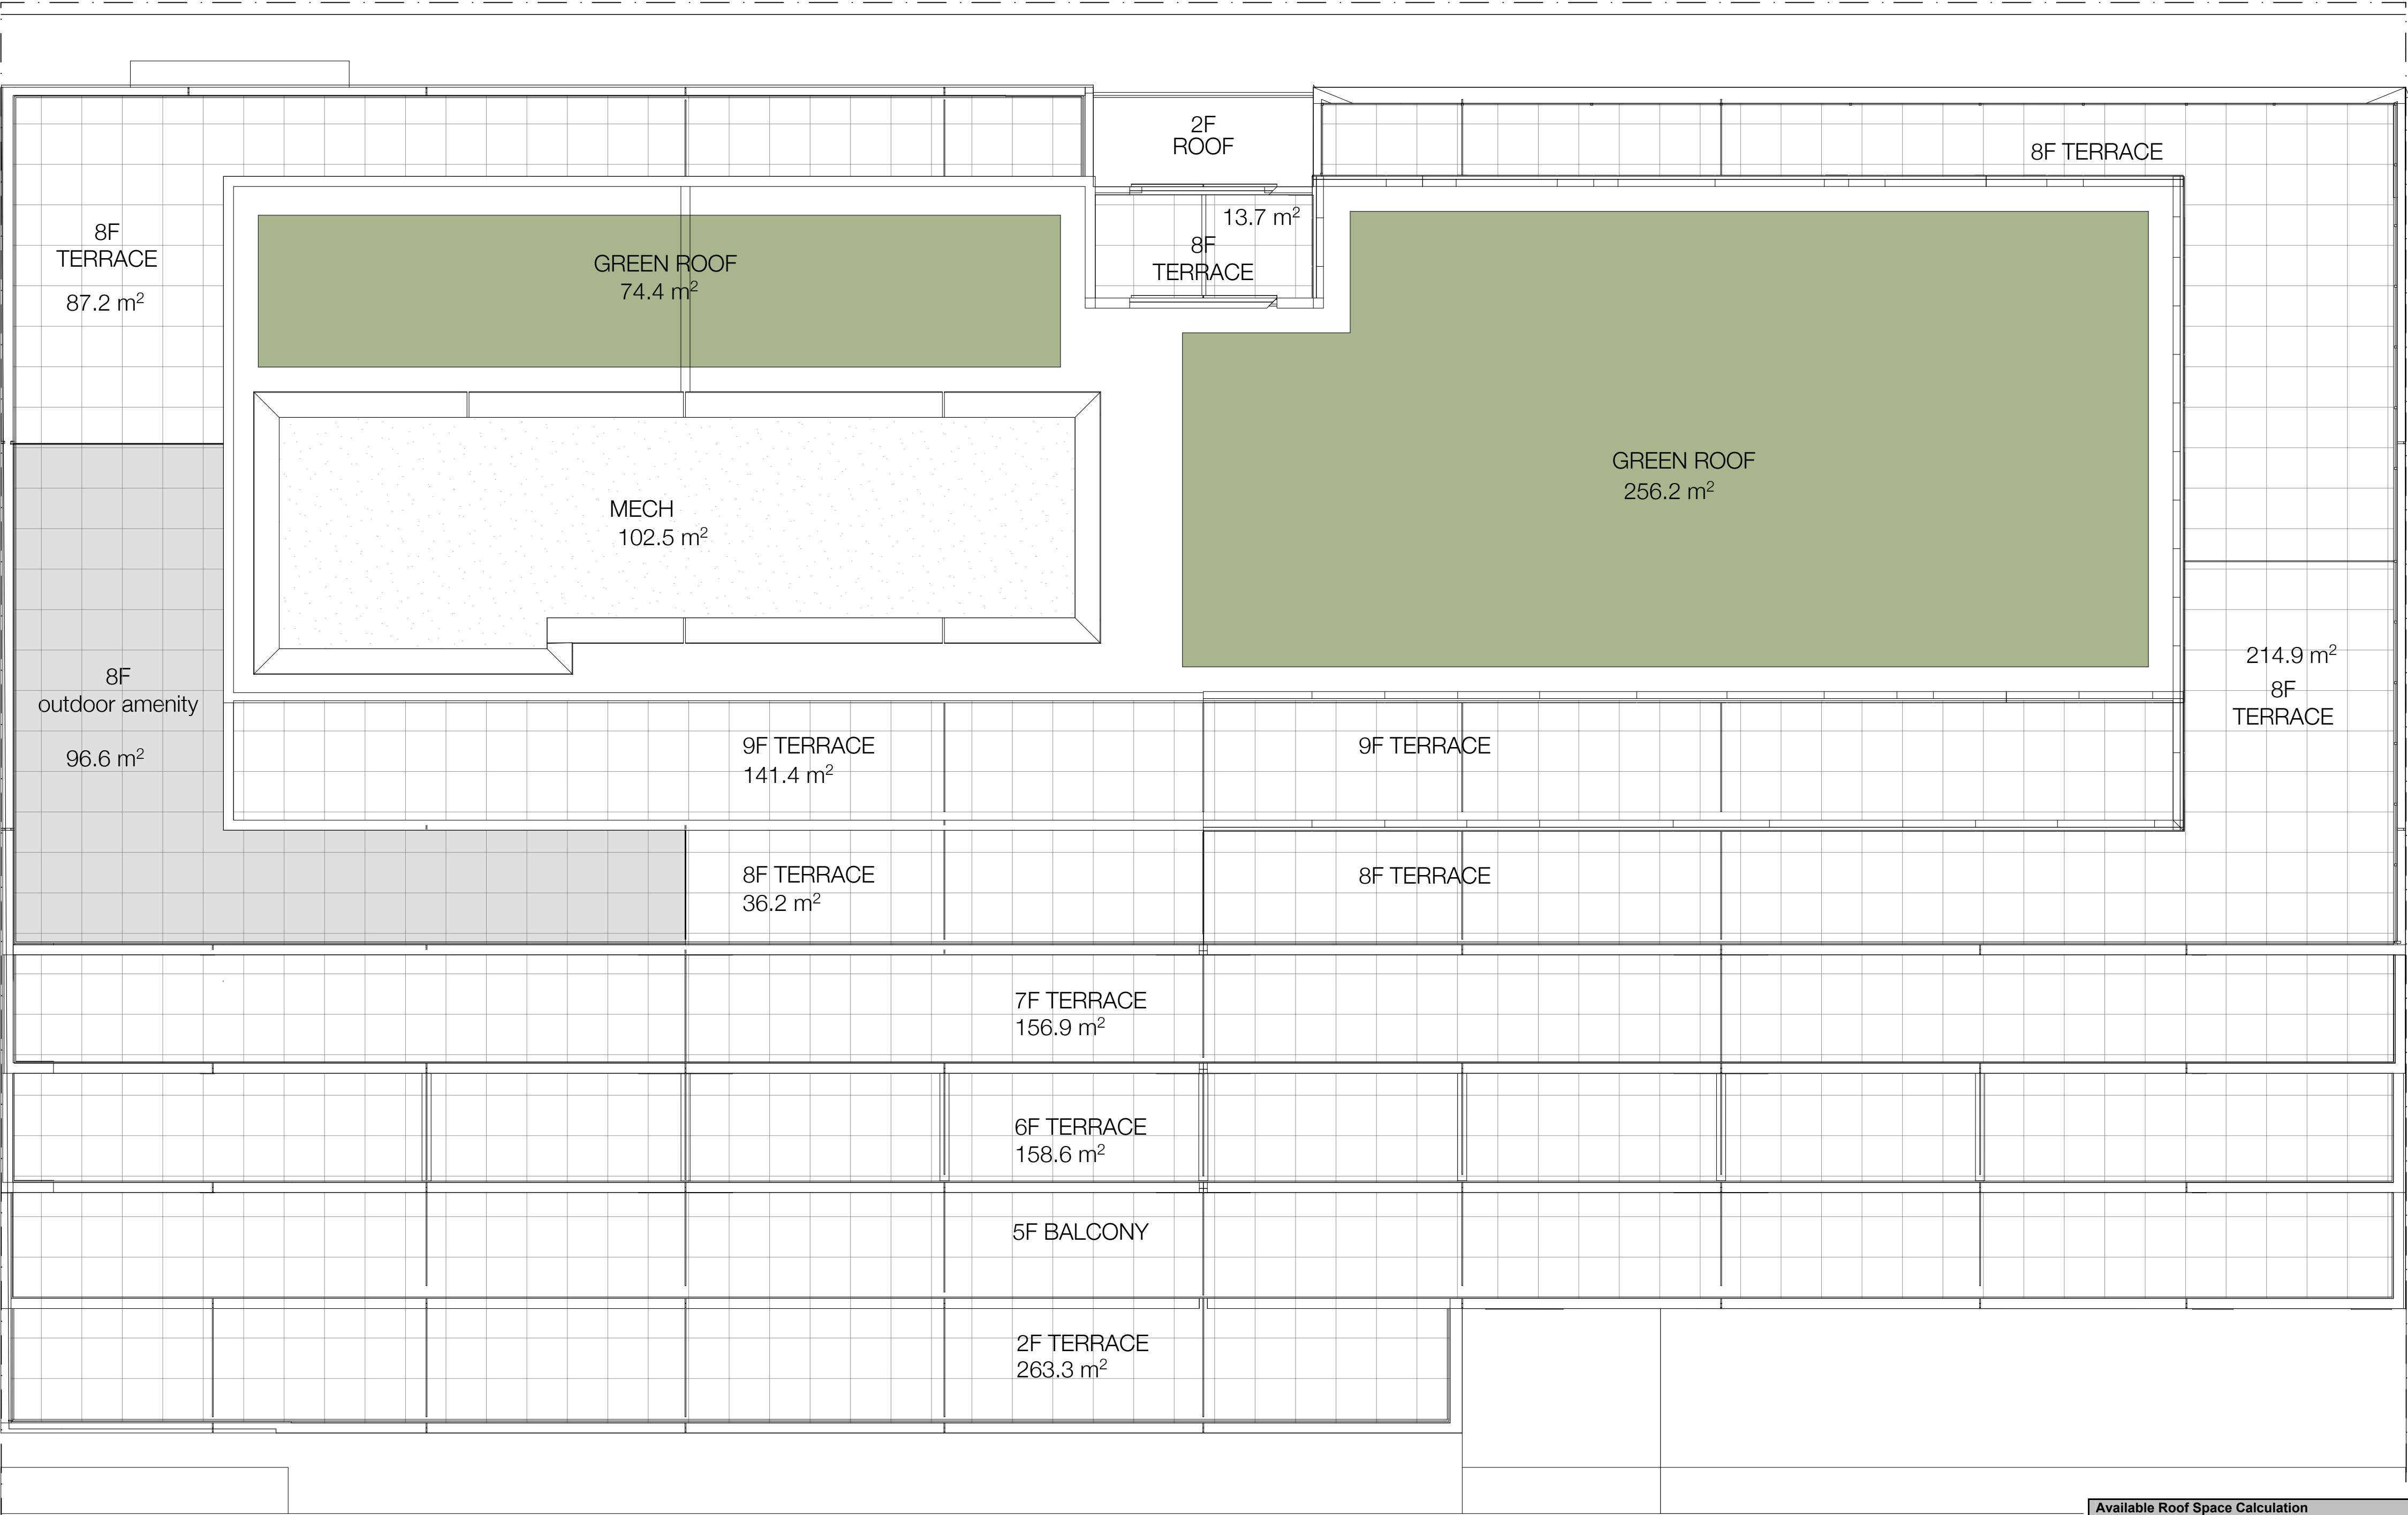 2F
ROOF
8F TERRACE
8F
TERRACE
87.2 m²
GREEN ROOF
74.4 m²
13.7 m²
8F
TERRACE
GREEN ROOF
256.2 m²
MECH
102.5 m²
8F
outdoor amenity
96.6 m²
214.9 m²
8F
TERRACE
9F TERRACE
141.4 m²
9F TERRACE
8F TERRACE
36.2 m²
8F TERRACE
7F TERRACE
156.9 m²
6F TERRACE
158.6 m²
5F BALCONY
2F TERRACE
263.3 m²
Available Roof Space Calculation